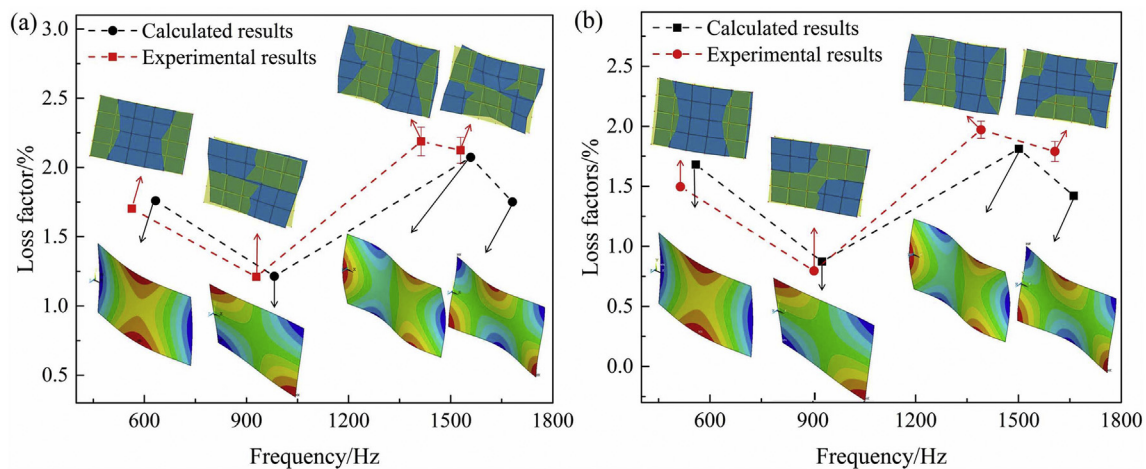 (a)
3.0
2.5
2.0
1.5
1.0
0.5
Loss factors/%
Calculated results
Experimental results
600
900
1200
1500
1800
Frequency/Hz
(b)
2.5
2.0
1.5
1.0
0.5
0.0
Loss factors/%
Calculated results
Experimental results
600
900
1200
1500
1800
Frequency/Hz